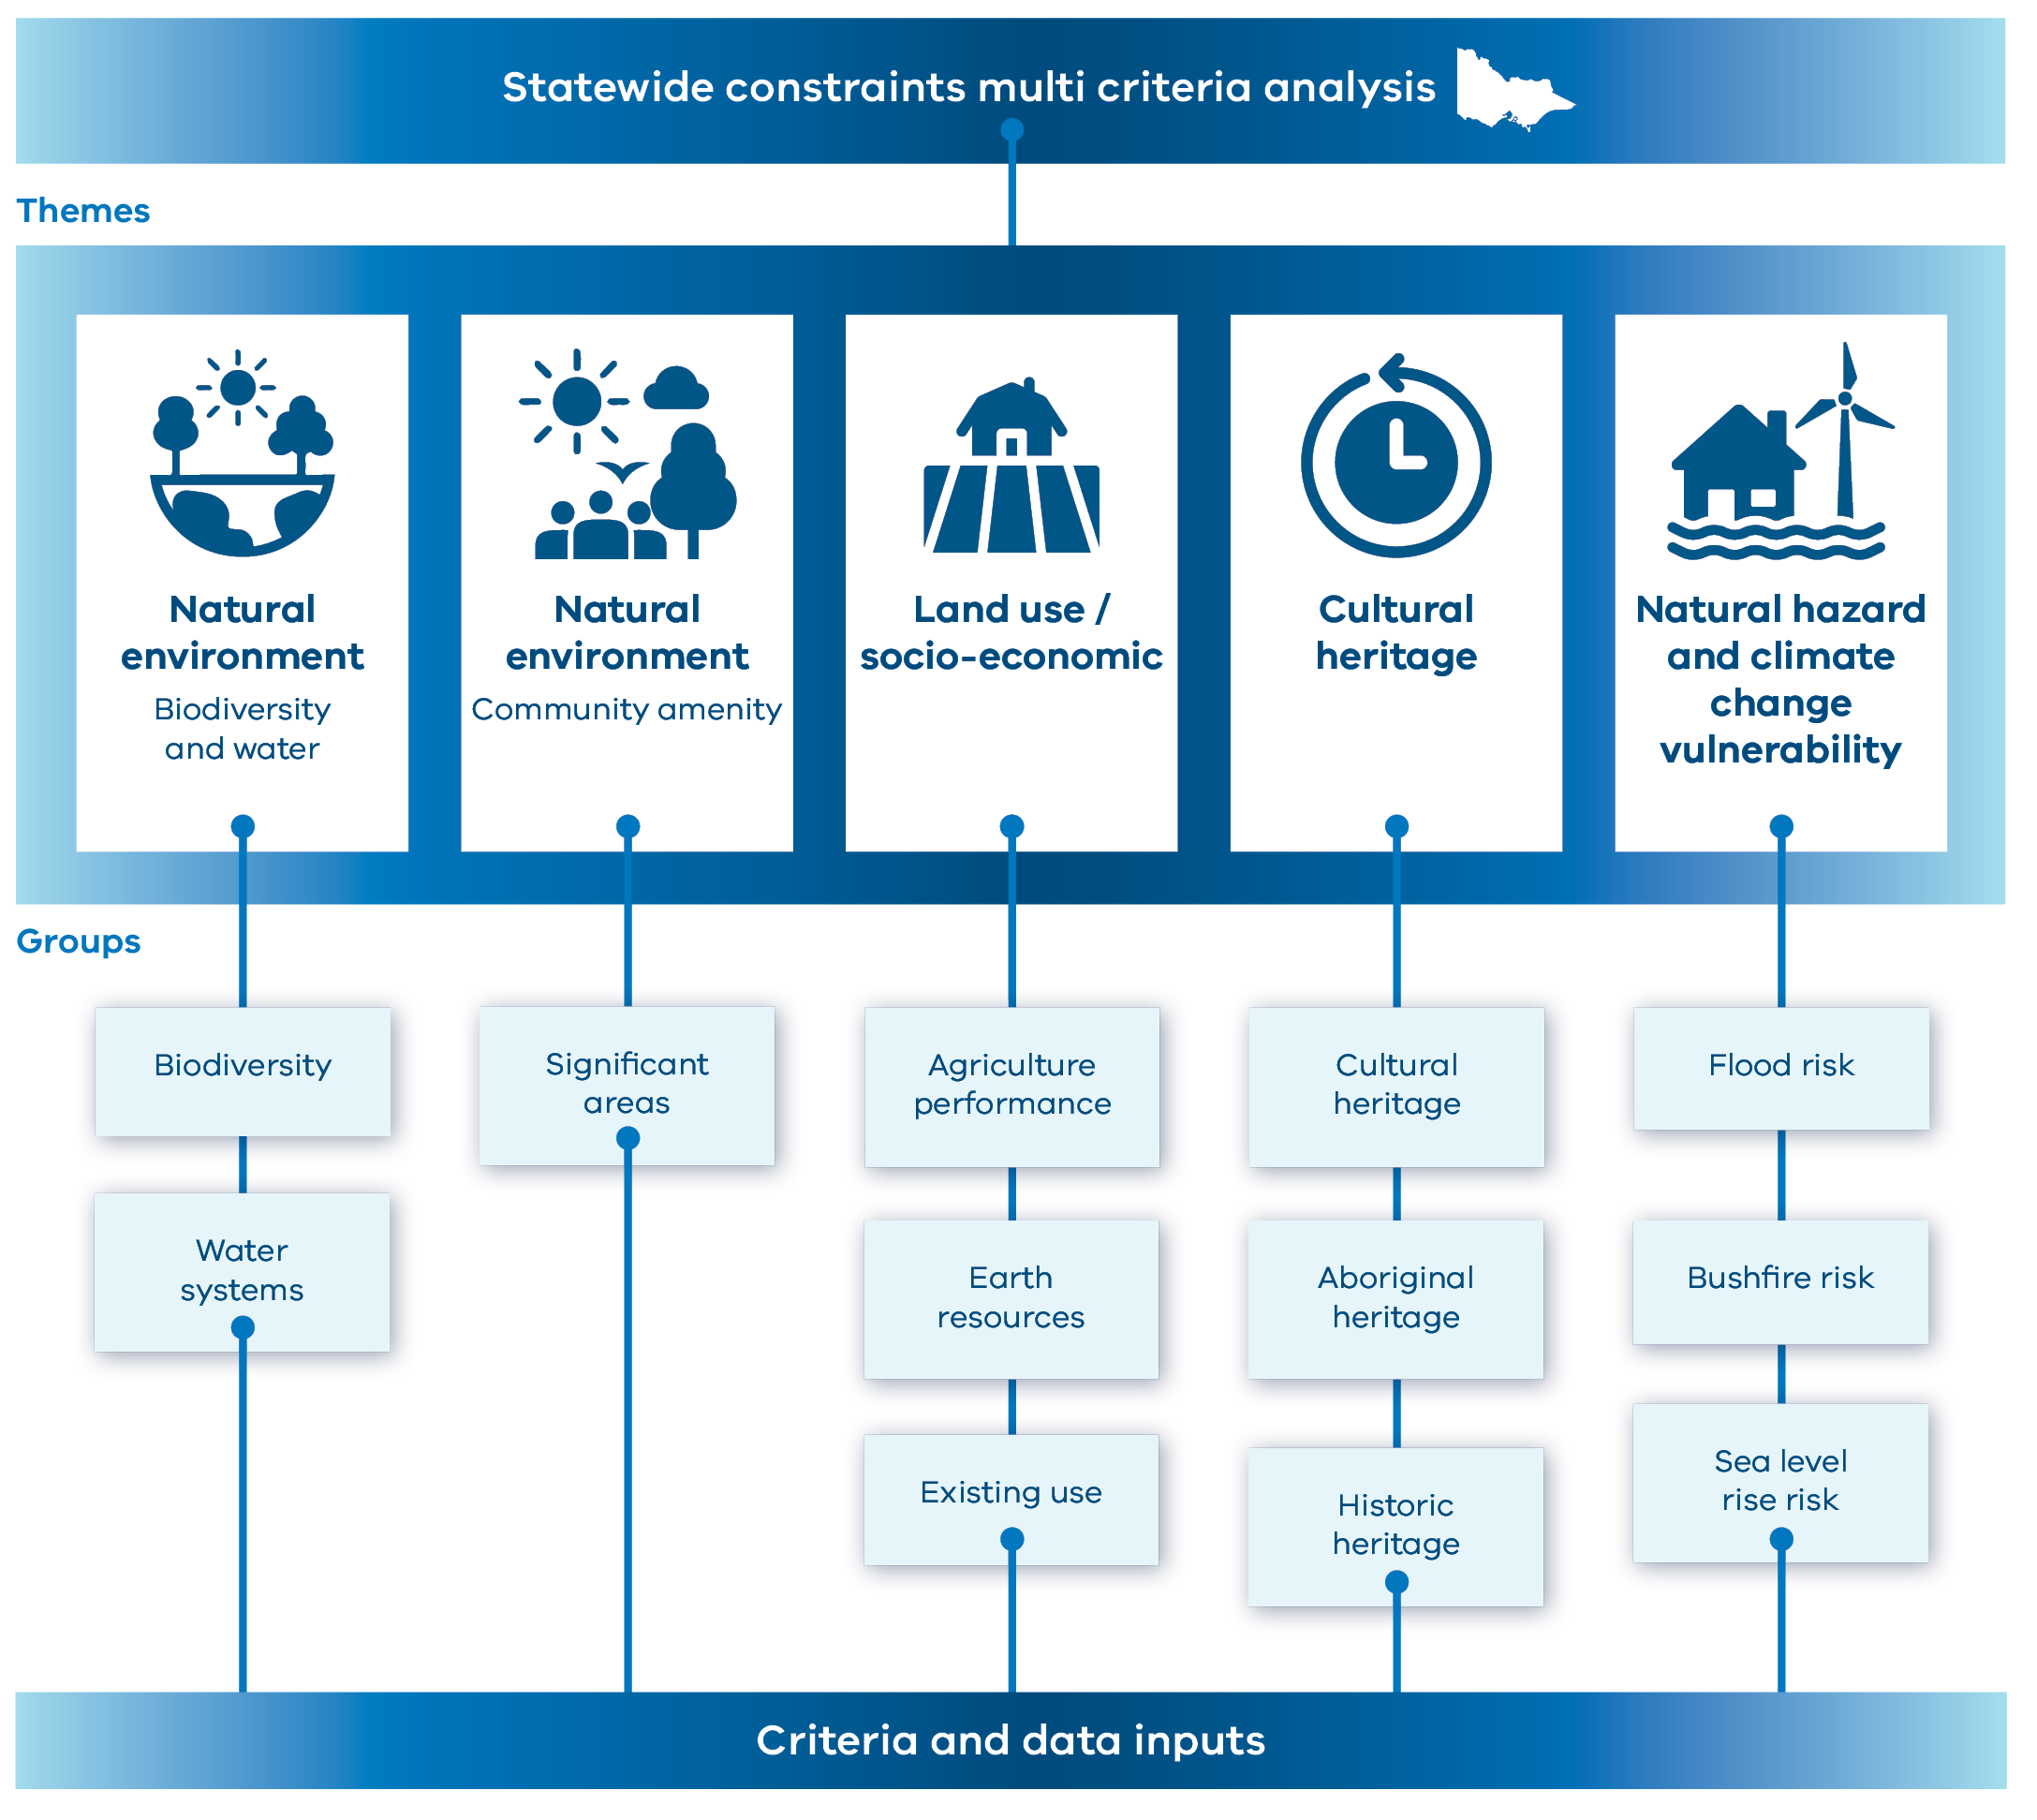 Statewide constraints multi criteria analysis
Themes
Natural
environment
Biodiversity
and water
Natural
environment
Community amenity
Land use /
socio-economic
Cultural
heritage
Natural hazard
and climate
change
vulnerability
Groups
Biodiversity
Water
systems
Significant
areas
Agriculture
performance
Earth
resources
Existing use
Cultural
heritage
Aboriginal
heritage
Historic
heritage
Flood risk
Bushfire risk
Sea level
rise risk
Criteria and data inputs